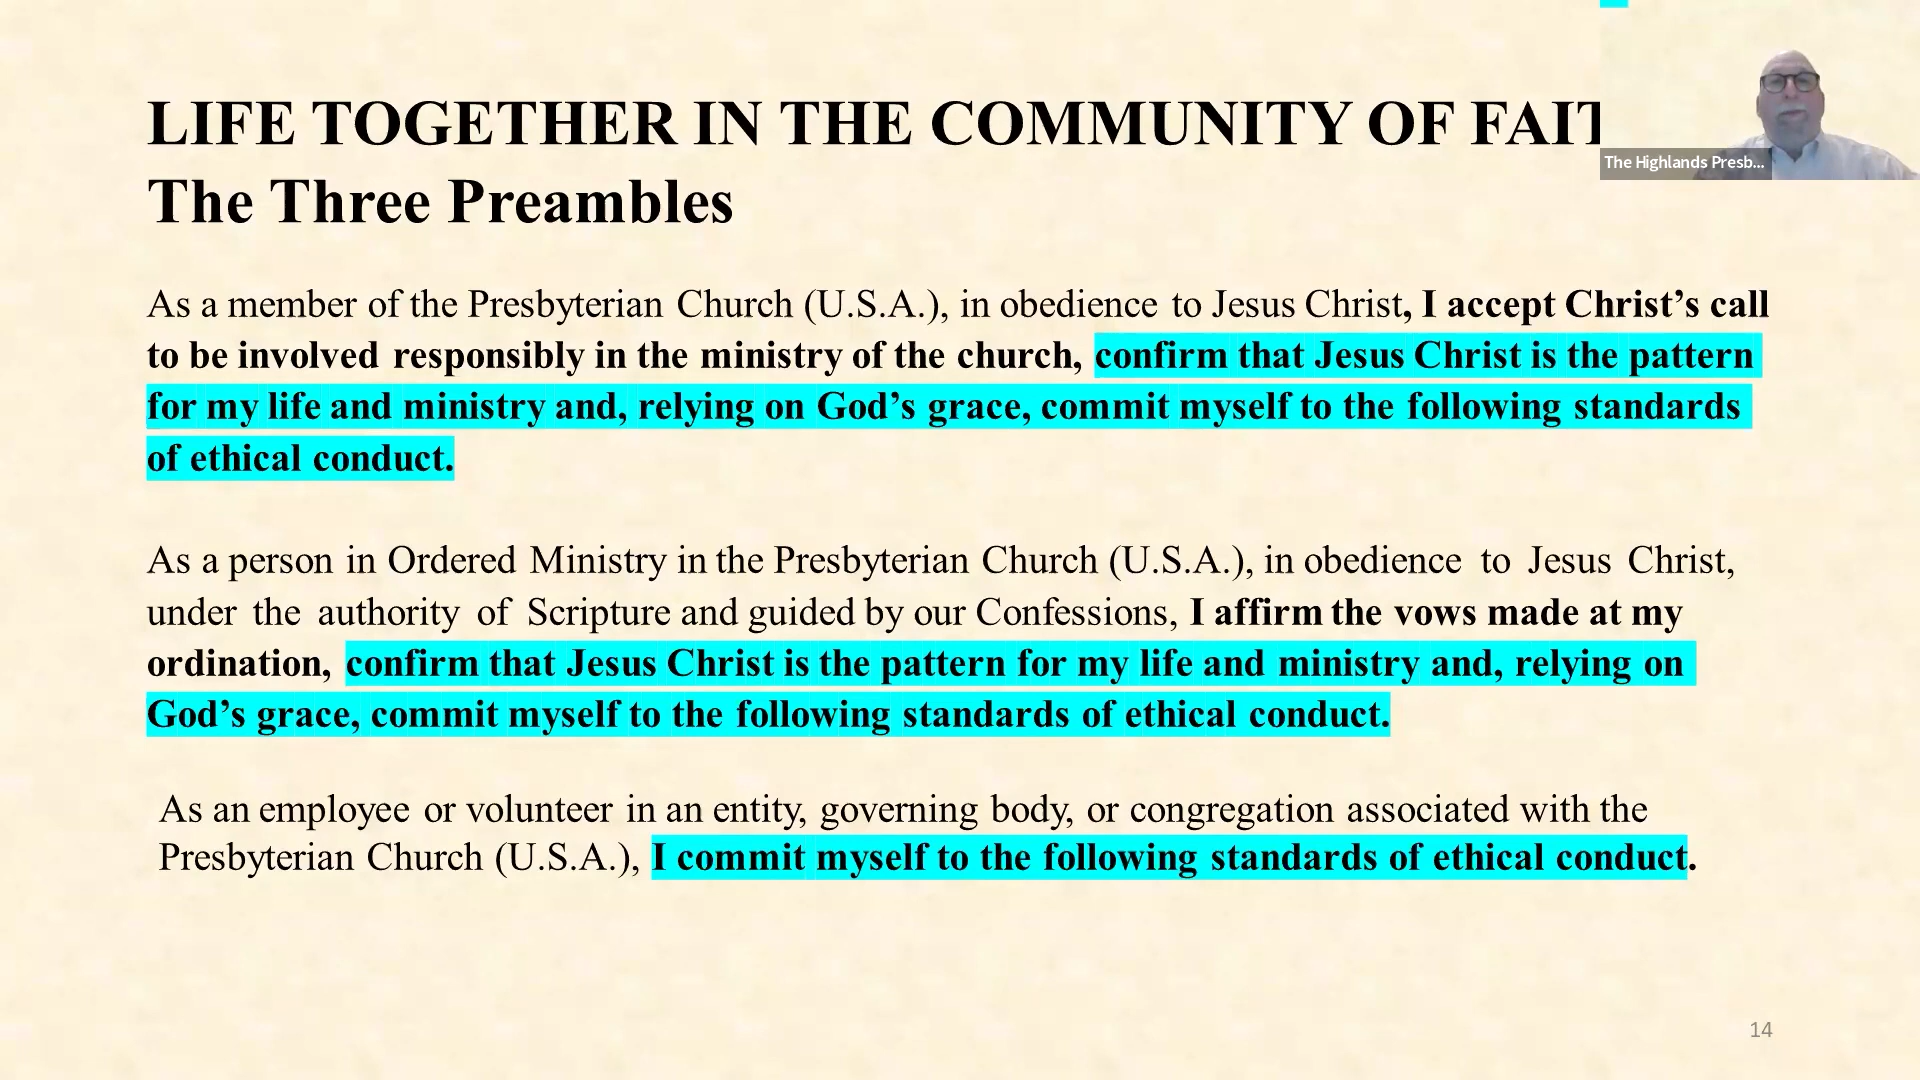 LIFE TOGETHER IN THE COMMUNITY OF FAIT
The Three Preambles
The Highlands Presb...
As a member of the Presbyterian Church (U.S.A.), in obedience to Jesus Christ, I accept Christ’s call
to be involved responsibly in the ministry of the church, confirm that Jesus Christ is the pattern
for my life and ministry and, relying on God’s grace, commit myself to the following standards
of ethical conduct.
As a person in Ordered Ministry in the Presbyterian Church (U.S.A.), in obedience to Jesus Christ,
under the authority of Scripture and guided by our Confessions, I affirm the vows made at my
ordination, confirm that Jesus Christ is the pattern for my life and ministry and, relying on
God’s grace, commit myself to the following standards of ethical conduct.
As an employee or volunteer in an entity, governing body, or congregation associated with the
Presbyterian Church (U.S.A.), I commit myself to the following standards of ethical conduct.
14